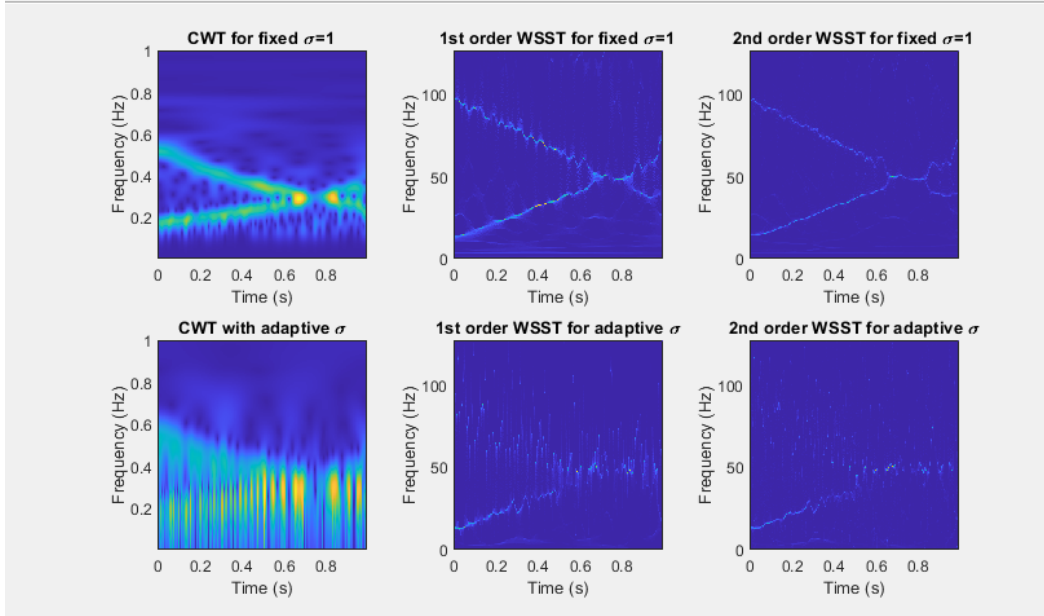 CWT for fixed σ=1
1st order WSST for fixed σ=1
2nd order WSST for fixed σ=1
Frequency (Hz)
1
0.8
0.6
0.4
0.2
0 0.2 0.4 0.6 0.8
Time (s)
Frequency (Hz)
100
50
0
0 0.2 0.4 0.6 0.8
Time (s)
Frequency (Hz)
100
50
0
0 0.2 0.4 0.6 0.8
Time (s)
CWT with adaptive σ
1st order WSST for adaptive σ
2nd order WSST for adaptive σ
Frequency (Hz)
1
0.8
0.6
0.4
0.2
0 0.2 0.4 0.6 0.8
Time (s)
Frequency (Hz)
100
50
0
0 0.2 0.4 0.6 0.8
Time (s)
Frequency (Hz)
100
50
0
0 0.2 0.4 0.6 0.8
Time (s)